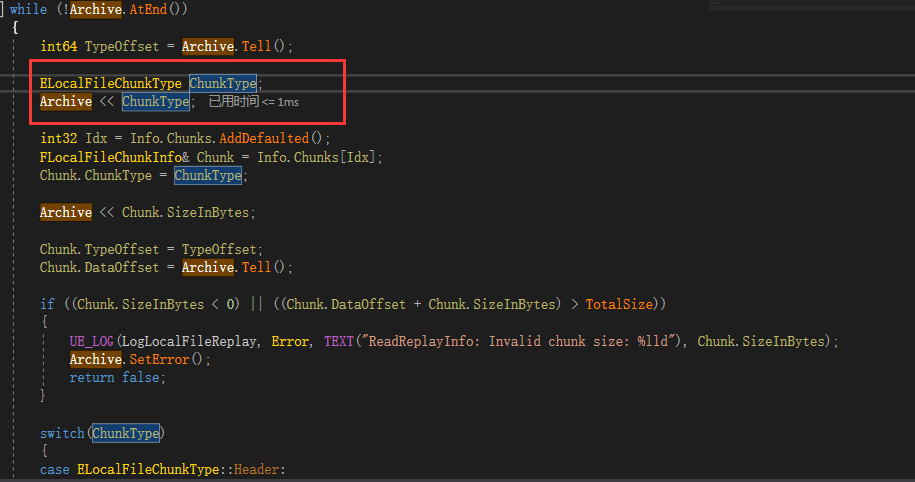 while (!Archive.AtEnd())
{
int64 TypeOffset = Archive.Tell();
ELocalFileChunkType ChunkType;
Archive << ChunkType; 已用时间 <= 1ms
int32 Idx = Info.Chunks.AddDefaulted();
FLocalFileChunkInfo& Chunk = Info.Chunks[Idx];
Chunk.ChunkType = ChunkType;
Archive << Chunk.SizeInBytes;
Chunk.TypeOffset = TypeOffset;
Chunk.DataOffset = Archive.Tell();
if ((Chunk.SizeInBytes < 0) || ((Chunk.DataOffset + Chunk.SizeInBytes) > TotalSize))
{
UE_LOG(LogLocalFileReplay, Error, TEXT("ReadReplayInfo: Invalid chunk size: %lld"), Chunk.SizeInBytes);
Archive.SetError();
return false;
}
switch(ChunkType)
{
case ELocalFileChunkType::Header: